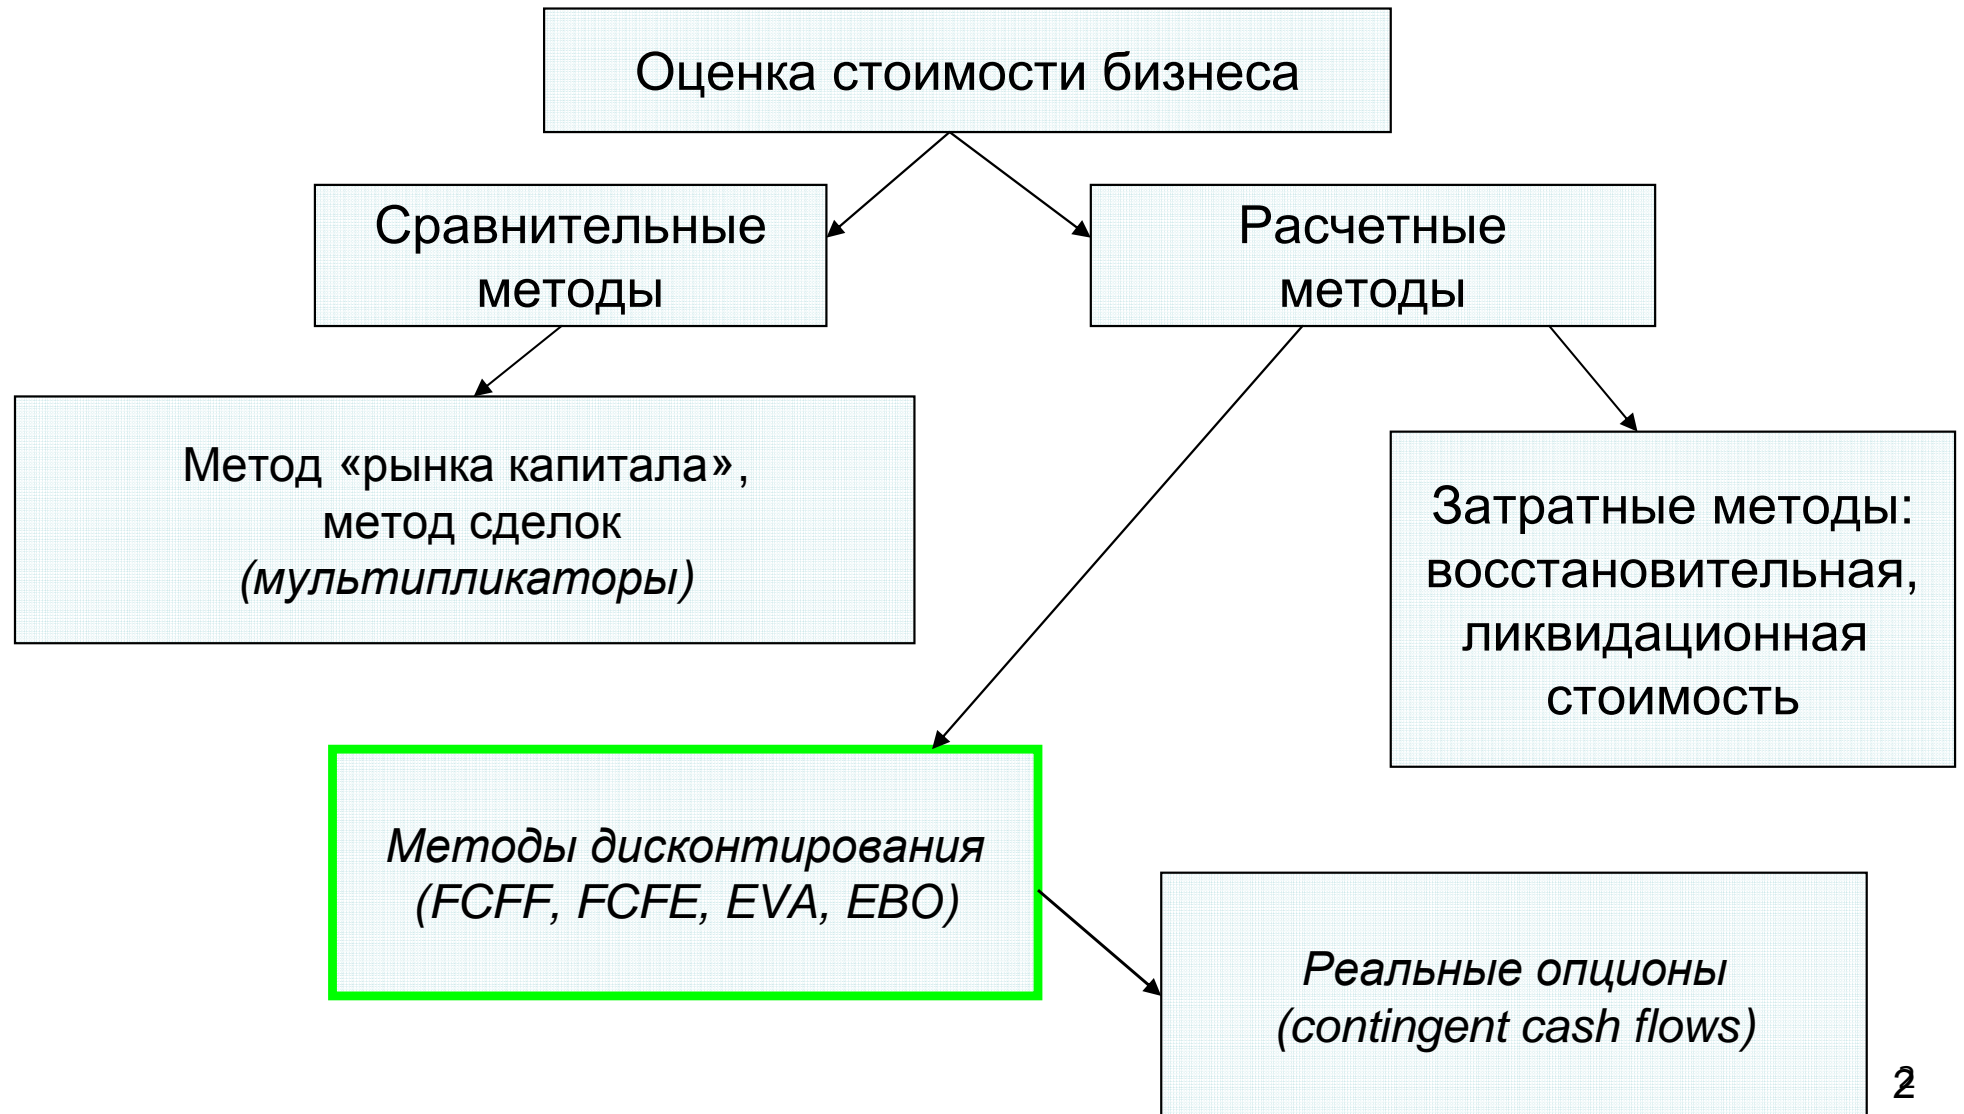 Оценка стоимости бизнеса
Сравнительные
методы
Расчетные
методы
Метод «рынка капитала»,
метод сделок
(мультипликаторы)
Затратные методы:
восстановительная,
ликвидационная
стоимость
Методы дисконтирования
(FCFF, FCFE, EVA, EBO)
Реальные опционы
(contingent cash flows)
2
2